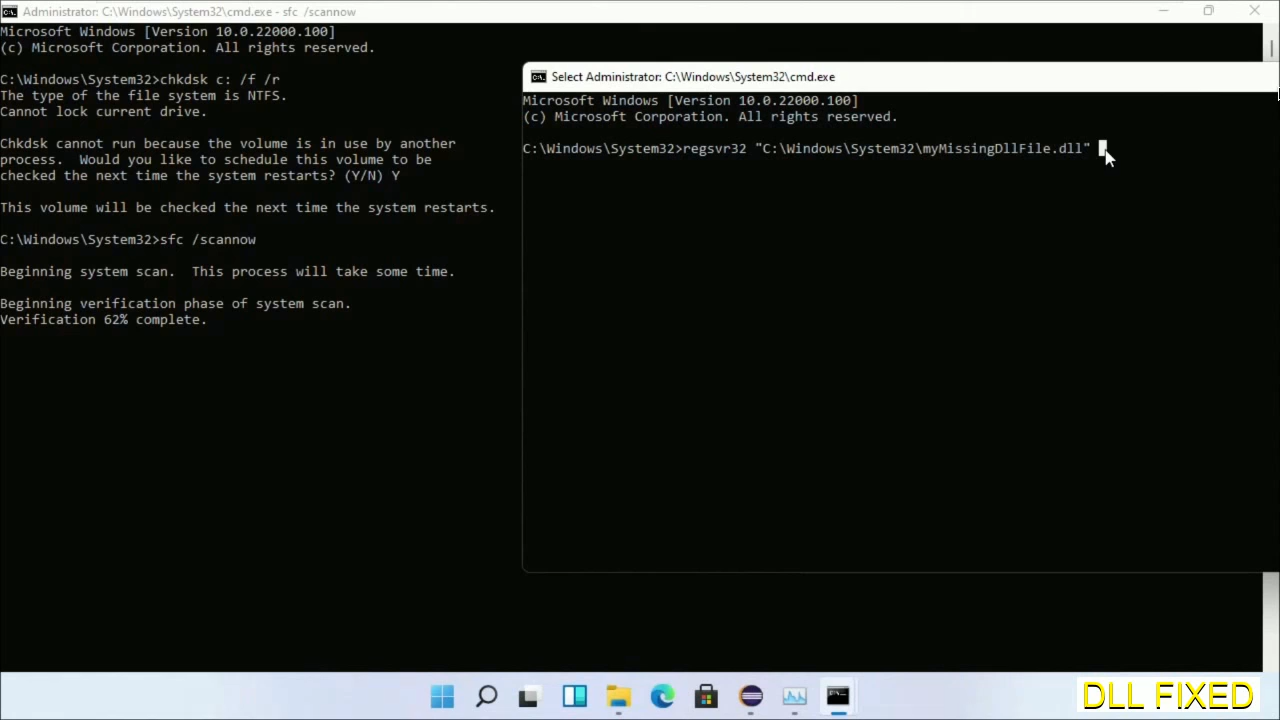 Administrator: C:\Windows\System32\cmd.exe - sfc /scannow
Microsoft Windows [Version 10.0.22000.100]
(c) Microsoft Corporation. All rights reserved.
C:\Windows\System32>chkdsk c: /f /r
The type of the file system is NTFS.
Cannot lock current drive.
Chkdsk cannot run because the volume is in use by another
process.  Would you like to schedule this volume to be
checked the next time the system restarts? (Y/N) Y
This volume will be checked the next time the system restarts.
C:\Windows\System32>sfc /scannow
Beginning system scan.  This process will take some time.
Beginning verification phase of system scan.
Verification 62% complete.
Select Administrator: C:\Windows\System32\cmd.exe
Microsoft Windows [Version 10.0.22000.100]
(c) Microsoft Corporation. All rights reserved.
C:\Windows\System32>regsvr32 "C:\Windows\System32\myMissingDllFile.dll"
DLL FIXED